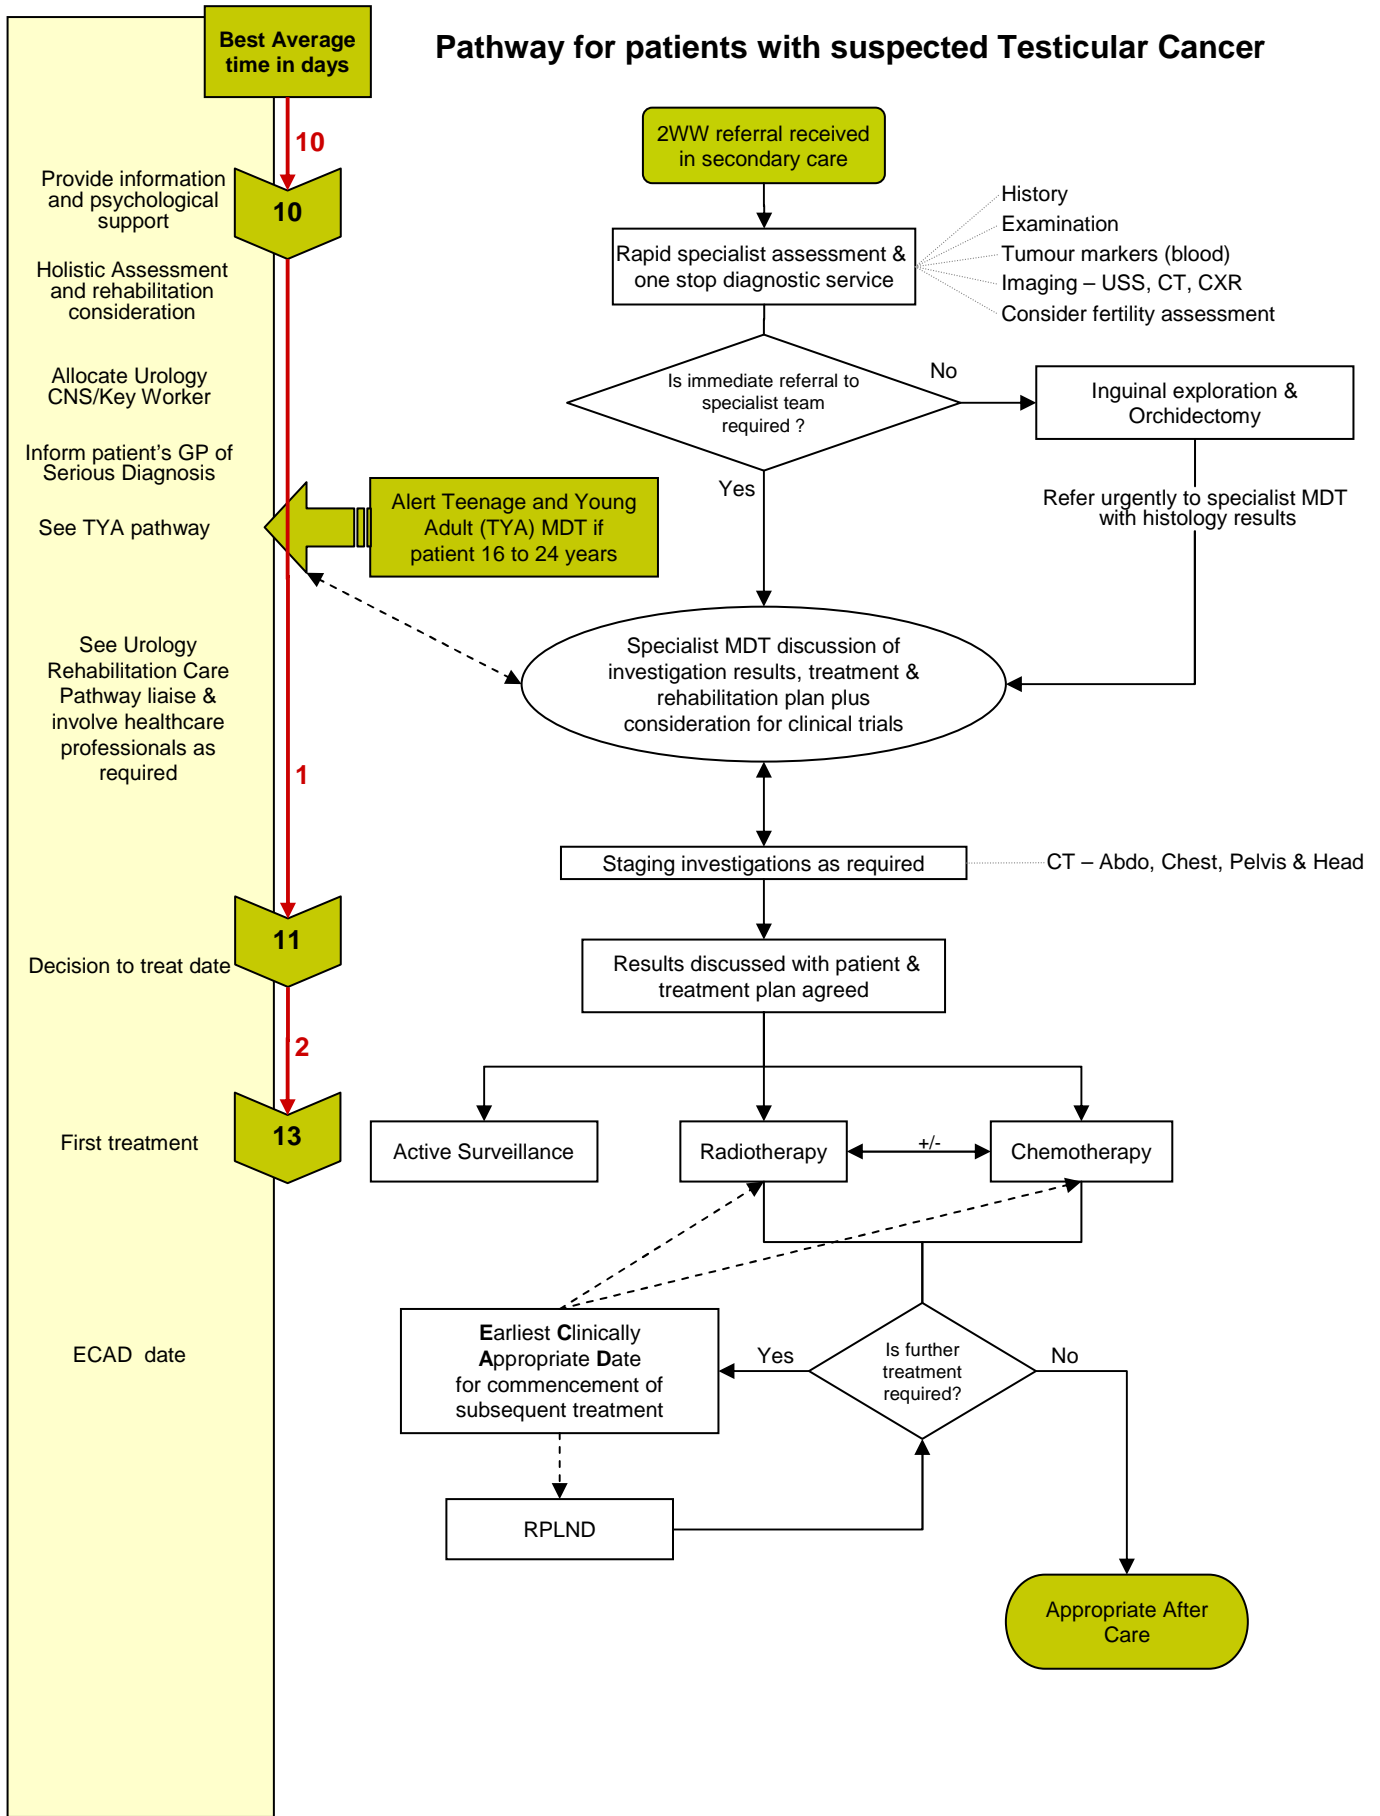 Best Average
time in days
Pathway for patients with suspected Testicular Cancer
10
2WW referral received
in secondary care
Provide information
and psychological
support
10
History
Examination
Tumour markers (blood)
Imaging – USS, CT, CXR
Consider fertility assessment
Rapid specialist assessment &
one stop diagnostic service
Holistic Assessment
and rehabilitation
consideration
Is immediate referral to
specialist team
required ?
No
Inguinal exploration &
Orchidectomy
Allocate Urology
CNS/Key Worker
Inform patient's GP of
Serious Diagnosis
Yes
Refer urgently to specialist MDT
with histology results
See TYA pathway
Alert Teenage and Young
Adult (TYA) MDT if
patient 16 to 24 years
See Urology
Rehabilitation Care
Pathway liaise &
involve healthcare
professionals as
required
Specialist MDT discussion of
investigation results, treatment &
rehabilitation plan plus
consideration for clinical trials
1
Staging investigations as required
CT – Abdo, Chest, Pelvis & Head
11
Decision to treat date
Results discussed with patient &
treatment plan agreed
2
13
First treatment
Active Surveillance
Radiotherapy
+/-
Chemotherapy
ECAD date
Earliest Clinically
Appropriate Date
for commencement of
subsequent treatment
Yes
Is further
treatment
required?
No
RPLND
Appropriate After
Care